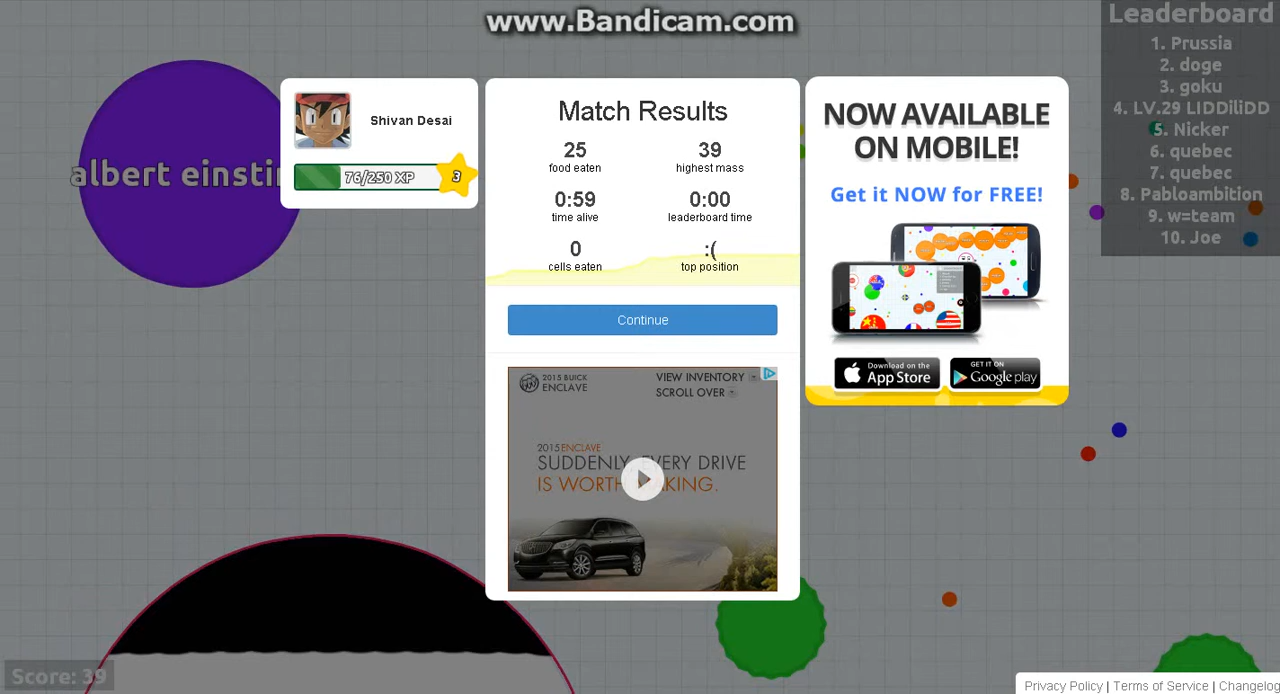 www.Bandicam.com
Leaderboard
1. Prussia
2. doge
3. goku
4. LV.29 LIDDiliDD
5. Nicker
6. quebec
7. quebec
8. Pabloambition
9. w=team
10. Joe
albert einstin
Shivan Desai
76/250 XP
3
Match Results
25
food eaten
39
highest mass
0:59
time alive
0:00
leaderboard time
0
cells eaten
:(
top position
Continue
2015 BUICK
ENCLAVE
VIEW INVENTORY
SCROLL OVER
2015 ENCLAVE
SUDDENLY, EVERY DRIVE
IS WORTH TAKING.
NOW AVAILABLE
ON MOBILE!
Get it NOW for FREE!
Download on the
App Store
GET IT ON
Google play
Score: 39
Privacy Policy | Terms of Service | Changelog